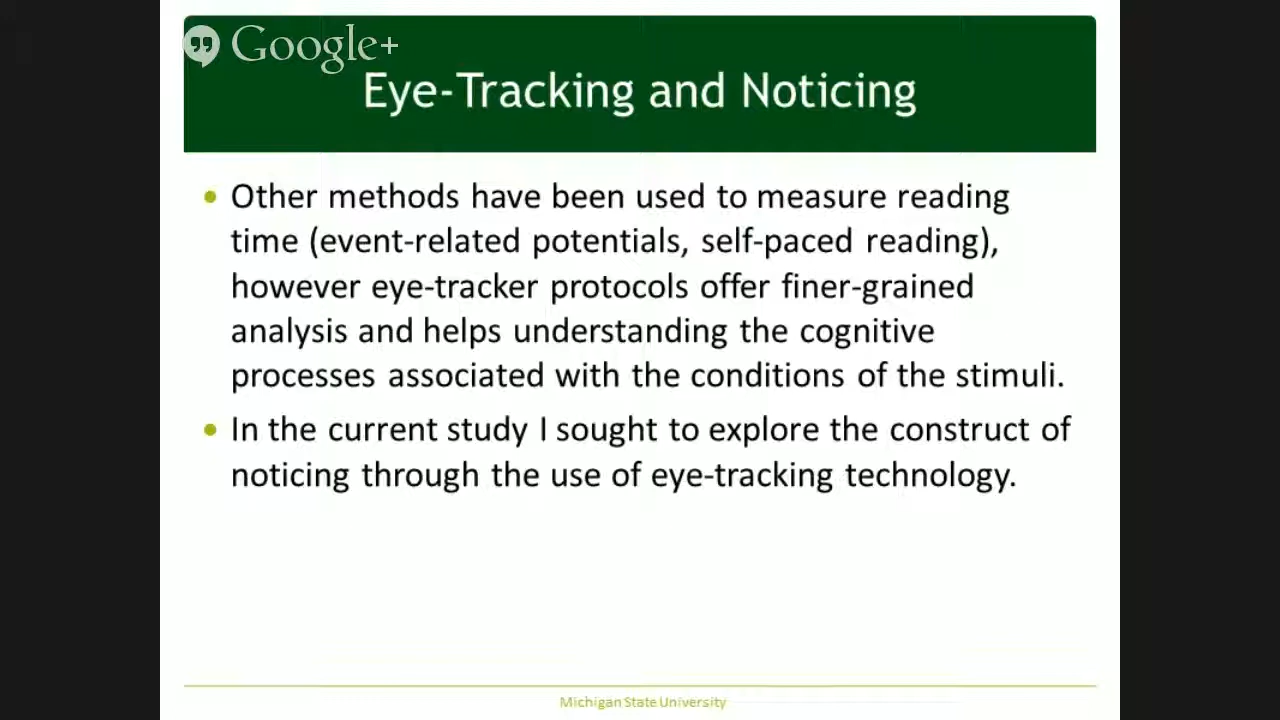 Google+
Eye-Tracking and Noticing
Other methods have been used to measure reading
time (event-related potentials, self-paced reading),
however eye-tracker protocols offer finer-grained
analysis and helps understanding the cognitive
processes associated with the conditions of the stimuli.
In the current study I sought to explore the construct of
noticing through the use of eye-tracking technology.
Michigan State University